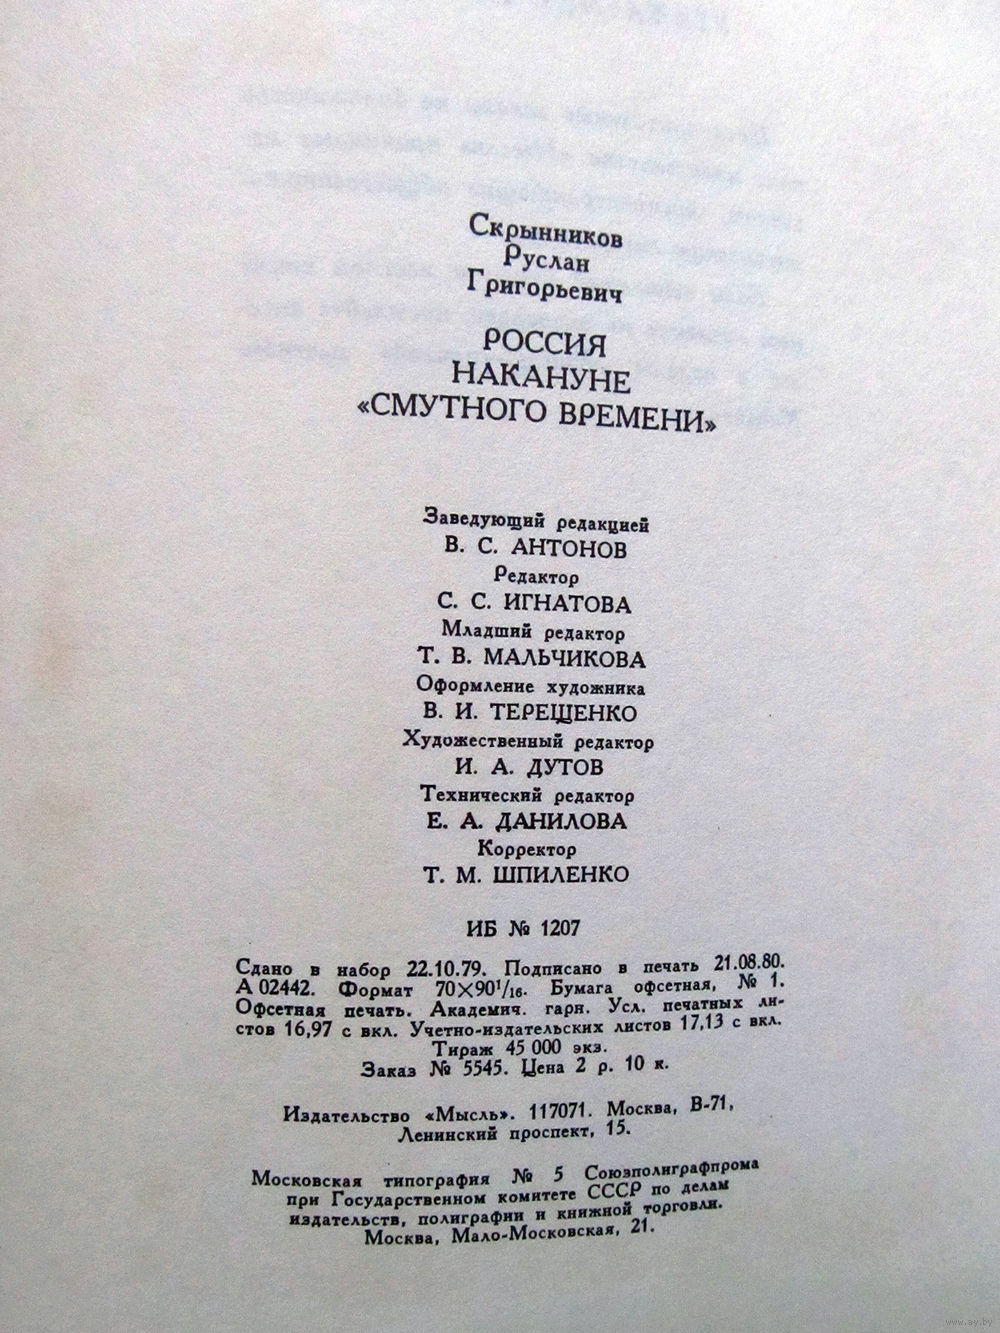 Скрынников
Руслан
Григорьевич
РОССИЯ
НАКАНУНЕ
«СМУТНОГО ВРЕМЕНИ»
Заведующий редакцией
В. С. АНТОНОВ
Редактор
С. С. ИГНАТОВА
Младший редактор
Т. В. МАЛЬЧИКОВА
Оформление художника
В. И. ТЕРЕЩЕНКО
Художественный редактор
И. А. ДУТОВ
Технический редактор
Е. А. ДАНИЛОВА
Корректор
Т. М. ШПИЛЕНКО
ИБ № 1207
Сдано в набор 22.10.79. Подписано в печать 21.08.80.
А 02442. Формат 70×90¹/₁₆. Бумага офсетная, № 1.
Офсетная печать. Академич. гарн. Усл. печатных ли-
стов 16,97 с вкл. Учетно-издательских листов 17,13 с вкл.
Тираж 45 000 экз.
Заказ № 5545. Цена 2 р. 10 к.
Издательство «Мысль». 117071. Москва, В-71,
Ленинский проспект, 15.
Московская типография № 5 Союзполиграфпрома
при Государственном комитете СССР по делам
издательств, полиграфии и книжной торговли.
Москва, Мало-Московская, 21.
www.ay.by